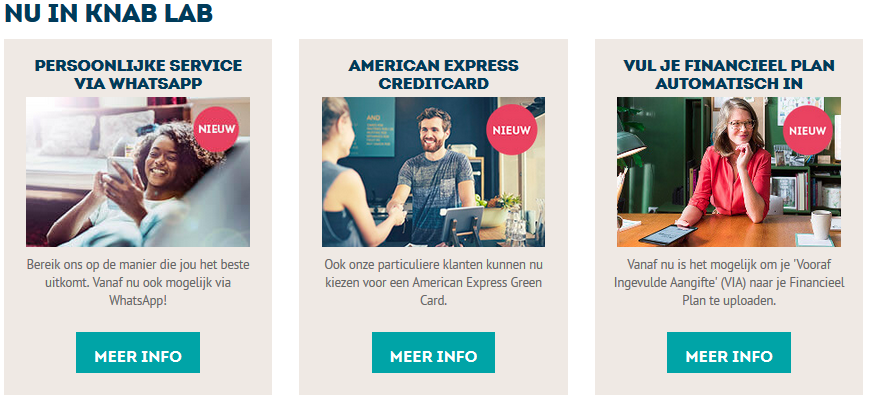 NU IN KNAB LAB
PERSOONLIJKE SERVICE
VIA WHATSAPP
NIEUW
Bereik ons op de manier die jou het beste
uitkomt. Vanaf nu ook mogelijk via
WhatsApp!
MEER INFO
AMERICAN EXPRESS
CREDITCARD
AND
NIEUW
Ook onze particuliere klanten kunnen nu
kiezen voor een American Express Green
Card.
MEER INFO
VUL JE FINANCIEEL PLAN
AUTOMATISCH IN
NIEUW
Vanaf nu is het mogelijk om je 'Vooraf
Ingevulde Aangifte' (VIA) naar je Financieel
Plan te uploaden.
MEER INFO